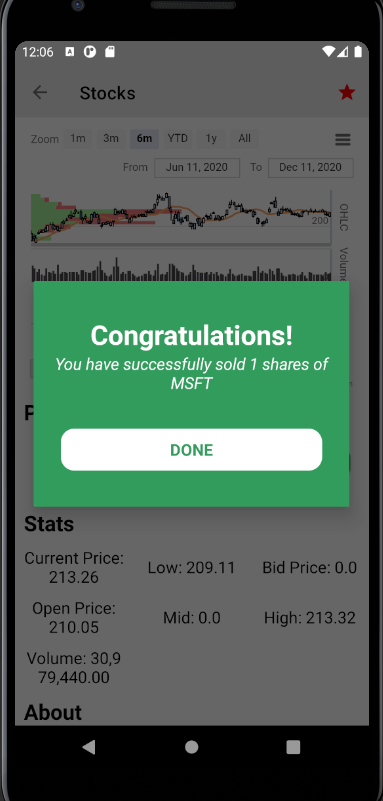 12:06
Stocks
Zoom 1m 3m 6m YTD 1y All
From Jun 11, 2020 To Dec 11, 2020
OHLC
200
Volume
Congratulations!
You have successfully sold 1 shares of
MSFT
P
DONE
Stats
Current Price:
213.26
Low: 209.11
Bid Price: 0.0
Open Price:
210.05
Mid: 0.0
High: 213.32
Volume: 30,9
79,440.00
About